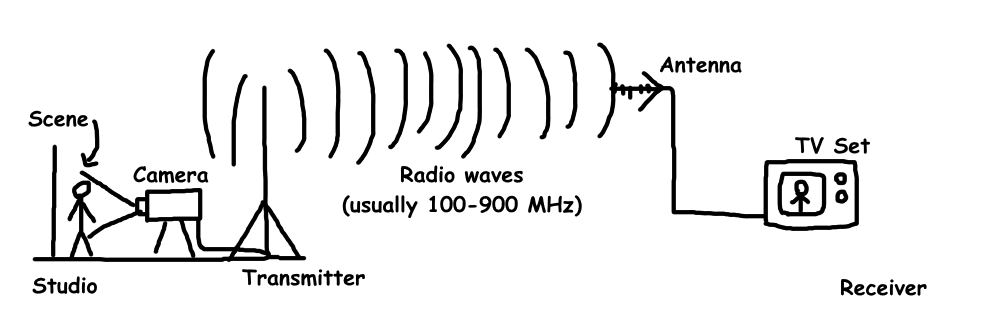 Antenna
Scene
TV Set
Camera
Radio waves
(usually 100-900 MHz)
Studio
Transmitter
Receiver